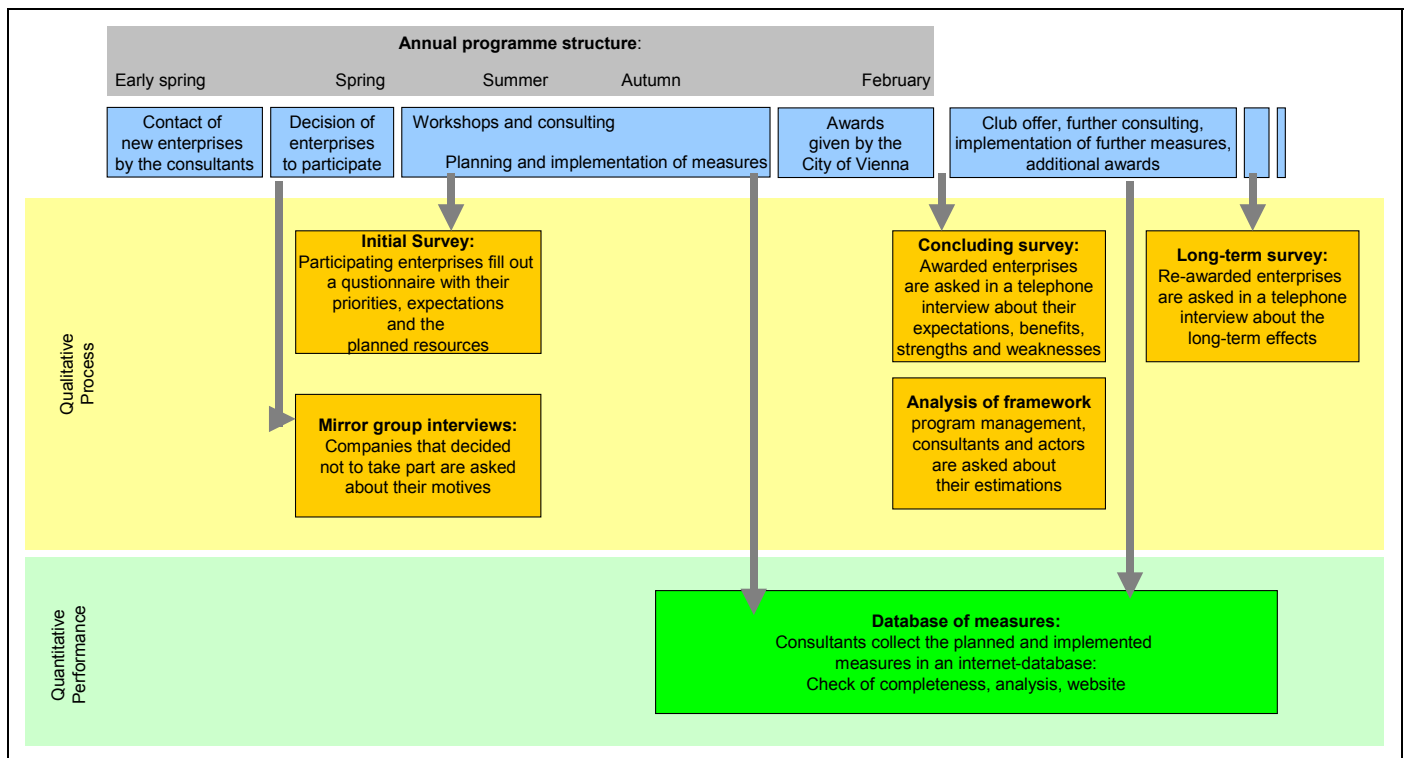 Annual programme structure:
Early spring Spring Summer Autumn February
Contact of
new enterprises
by the consultants
Decision of
enterprises
to participate
Workshops and consulting
Planning and implementation of measures
Awards
given by the
City of Vienna
Club offer, further consulting,
implementation of further measures,
additional awards
Qualitative
Process
Initial Survey:
Participating enterprises fill out
a qustionnaire with their
priorities, expectations
and the
planned resources
Mirror group interviews:
Companies that decided
not to take part are asked
about their motives
Concluding survey:
Awarded enterprises
are asked in a telephone
interview about their
expectations, benefits,
strengths and weaknesses
Analysis of framework
program management,
consultants and actors
are asked about
their estimations
Long-term survey:
Re-awarded enterprises
are asked in a telephone
interview about the
long-term effects
Quantitative
Performance
Database of measures:
Consultants collect the planned and implemented
measures in an internet-database:
Check of completeness, analysis, website